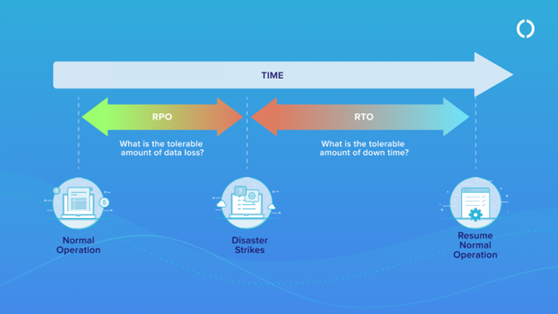 TIME
RPO
RTO
What is the tolerable
amount of data loss?
What is the tolerable
amount of down time?
Normal
Operation
Disaster
Strikes
Resume
Normal
Operation